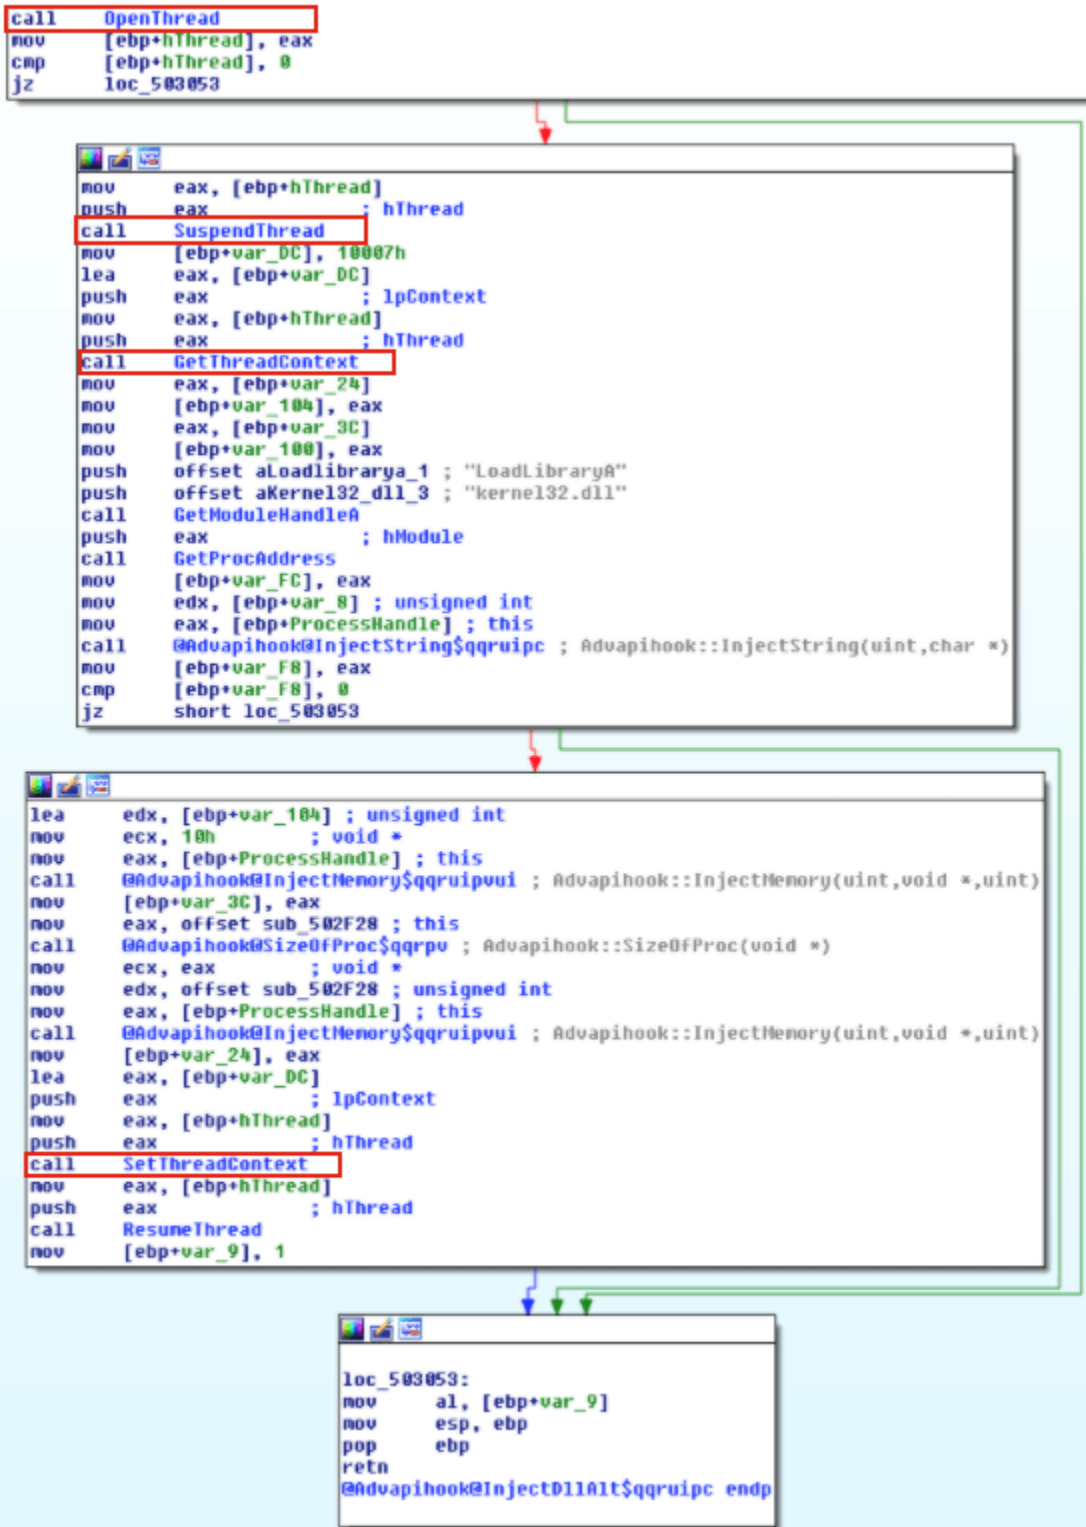 call OpenThread
mov [ebp+hThread], eax
cmp [ebp+hThread], 0
jz loc_503053
mov eax, [ebp+hThread]
push eax ; hThread
call SuspendThread
mov [ebp+var_DC], 10007h
lea eax, [ebp+var_DC]
push eax ; lpContext
mov eax, [ebp+hThread]
push eax ; hThread
call GetThreadContext
mov eax, [ebp+var_24]
mov [ebp+var_104], eax
mov eax, [ebp+var_3C]
mov [ebp+var_100], eax
push offset aLoadlibrarya_1 ; "LoadLibraryA"
push offset aKernel32_dll_3 ; "kernel32.dll"
call GetModuleHandleA
push eax ; hModule
call GetProcAddress
mov [ebp+var_FC], eax
mov edx, [ebp+var_8] ; unsigned int
mov eax, [ebp+ProcessHandle] ; this
call @Advapihook@InjectString$qqruipc ; Advapihook::InjectString(uint,char *)
mov [ebp+var_F8], eax
cmp [ebp+var_F8], 0
jz short loc_503053
lea edx, [ebp+var_104] ; unsigned int
mov ecx, 10h ; void *
mov eax, [ebp+ProcessHandle] ; this
call @Advapihook@InjectMemory$qqruipvui ; Advapihook::InjectMemory(uint,void *,uint)
mov [ebp+var_3C], eax
mov eax, offset sub_502F28 ; this
call @Advapihook@SizeOfProc$qqrpv ; Advapihook::SizeOfProc(void *)
mov ecx, eax ; void *
mov edx, offset sub_502F28 ; unsigned int
mov eax, [ebp+ProcessHandle] ; this
call @Advapihook@InjectMemory$qqruipvui ; Advapihook::InjectMemory(uint,void *,uint)
mov [ebp+var_24], eax
lea eax, [ebp+var_DC]
push eax ; lpContext
mov eax, [ebp+hThread]
push eax ; hThread
call SetThreadContext
mov eax, [ebp+hThread]
push eax ; hThread
call ResumeThread
mov [ebp+var_9], 1
loc_503053:
mov al, [ebp+var_9]
mov esp, ebp
pop ebp
retn
@Advapihook@InjectDllAlt$qqruipc endp